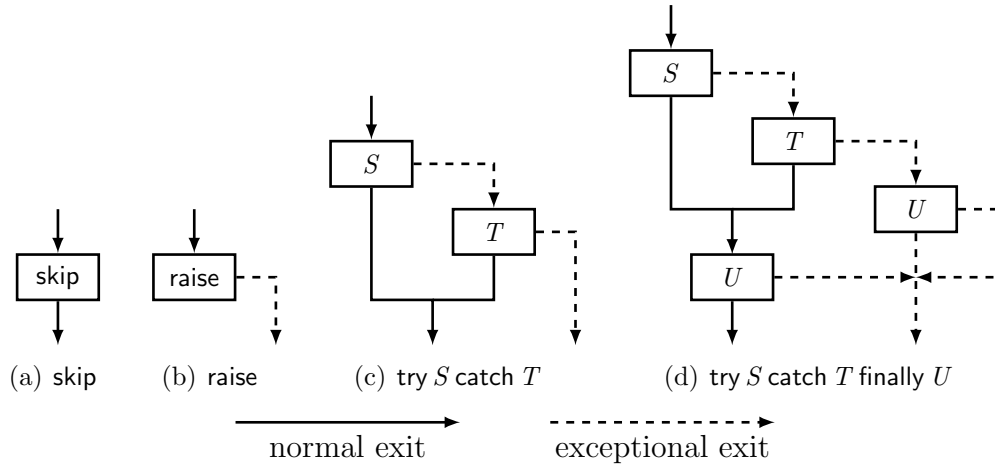 S
T
U
S
T
U
skip
raise
(a) skip
(b) raise
(c) try S catch T
(d) try S catch T finally U
normal exit
exceptional exit